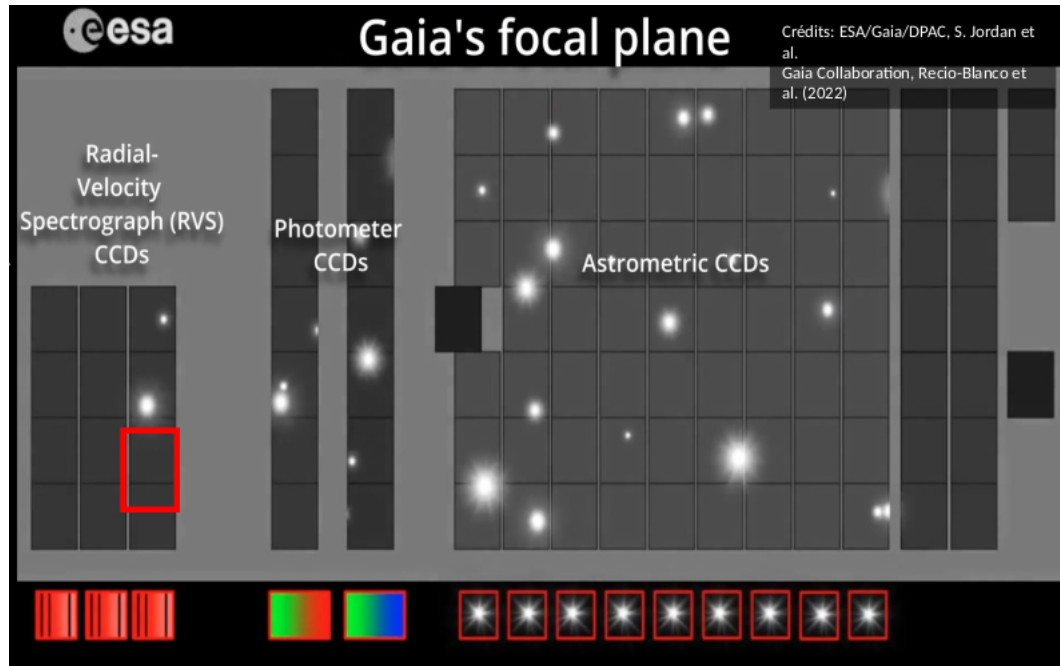 esa
Gaia's focal plane
Crédits: ESA/Gaia/DPAC, S. Jordan et
al.
Gaia Collaboration, Recio-Blanco et
al. (2022)
Radial-
Velocity
Spectrograph (RVS)
CCDs
Photometer
CCDs
Astrometric CCDs